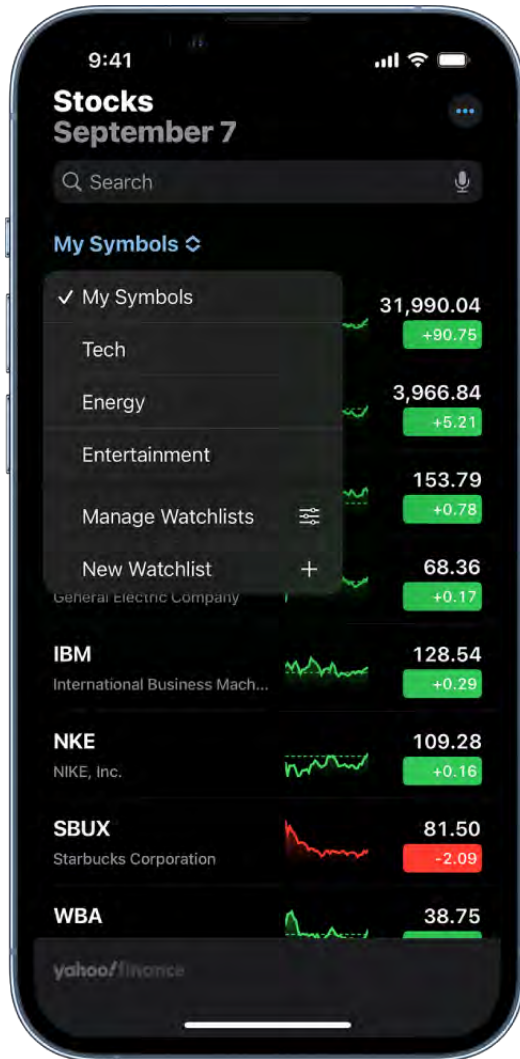 9:41
Stocks
September 7
Search
My Symbols
My Symbols
31,990.04
+90.75
Tech
Energy
3,966.84
+5.21
Entertainment
153.79
+0.78
Manage Watchlists
New Watchlist
68.36
General Electric Company
+0.17
IBM
128.54
International Business Mach...
+0.29
NKE
109.28
NIKE, Inc.
+0.16
SBUX
81.50
Starbucks Corporation
-2.09
WBA
38.75
yahoo!finance